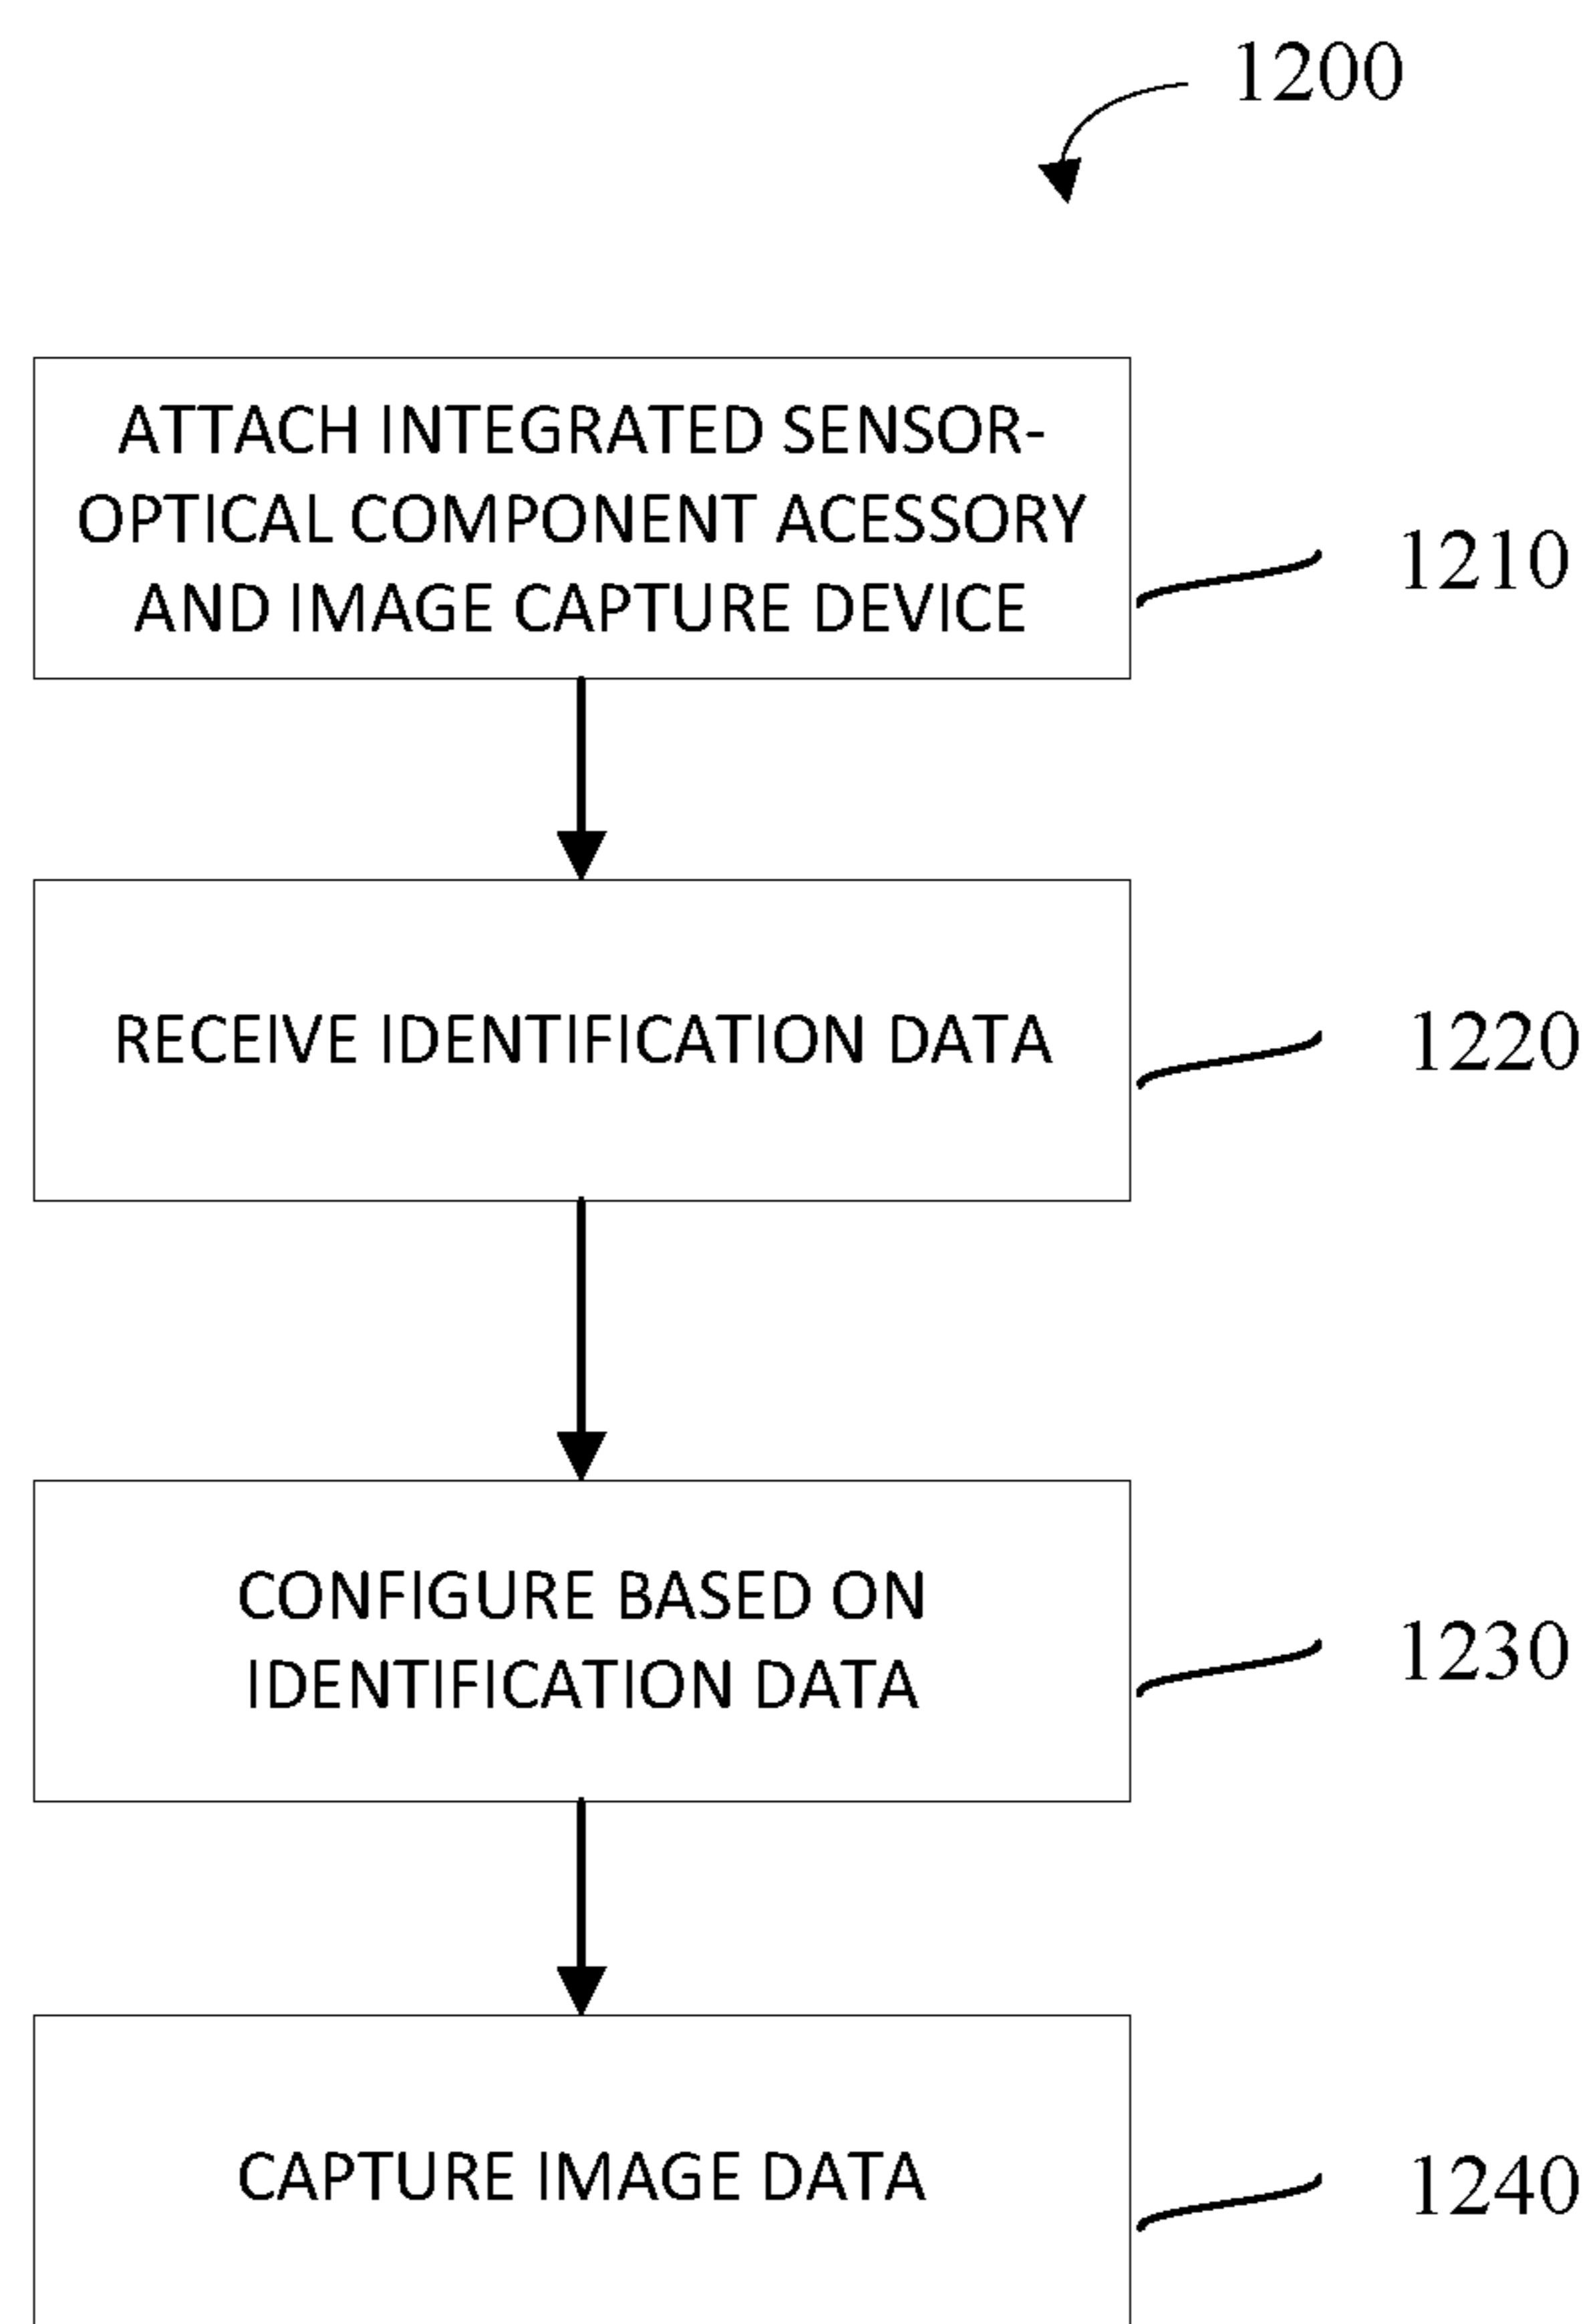 1200
ATTACH INTEGRATED SENSOR-
OPTICAL COMPONENT ACESSORY
AND IMAGE CAPTURE DEVICE
1210
RECEIVE IDENTIFICATION DATA
1220
CONFIGURE BASED ON
IDENTIFICATION DATA
1230
CAPTURE IMAGE DATA
1240